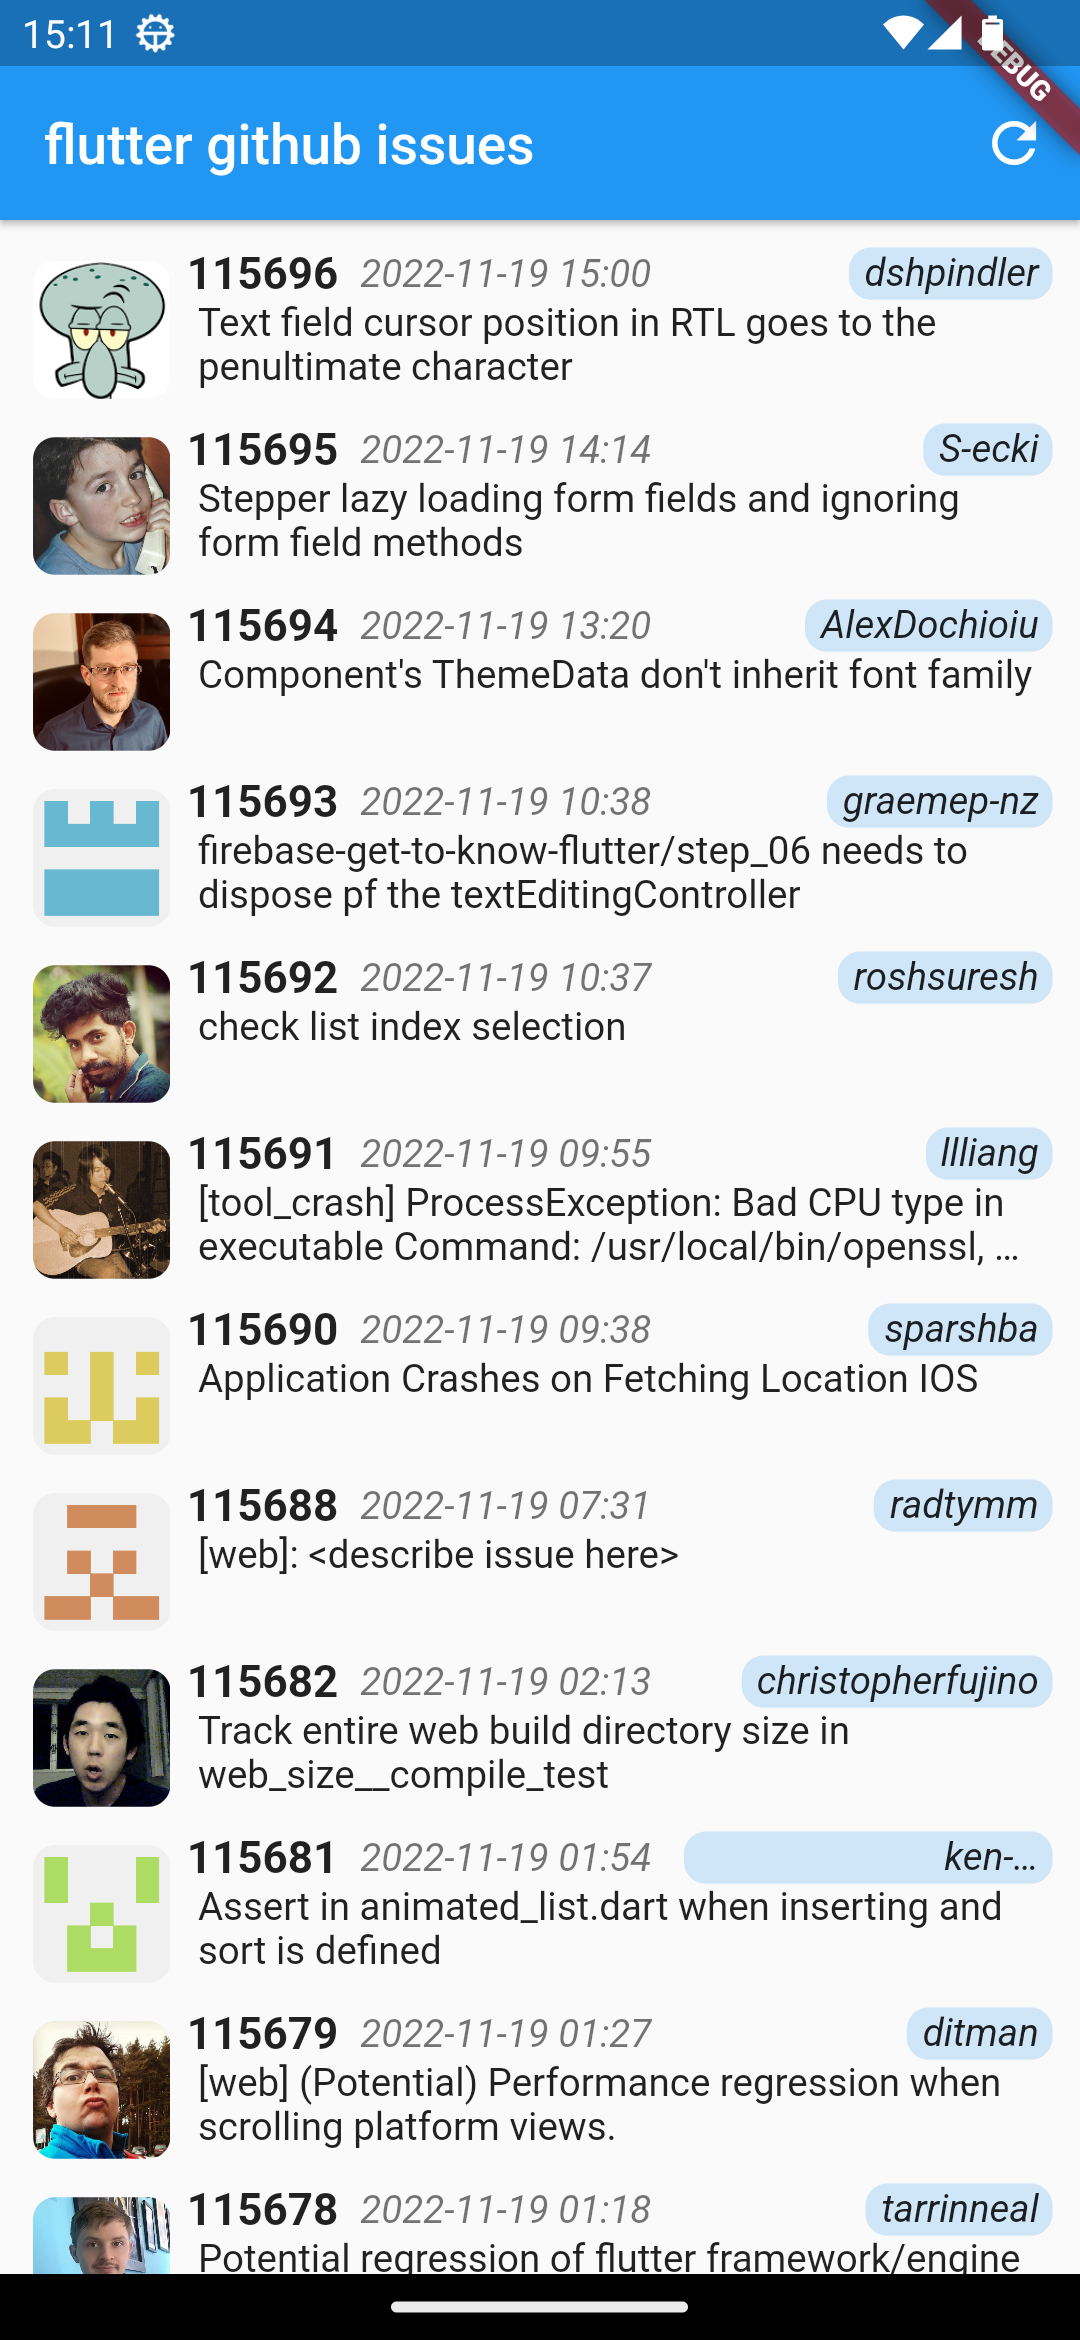 15:11
DEBUG
flutter github issues
115696 2022-11-19 15:00 dshpindler
Text field cursor position in RTL goes to the
penultimate character
115695 2022-11-19 14:14 S-ecki
Stepper lazy loading form fields and ignoring
form field methods
115694 2022-11-19 13:20 AlexDochioiu
Component's ThemeData don't inherit font family
115693 2022-11-19 10:38 graemep-nz
firebase-get-to-know-flutter/step_06 needs to
dispose pf the textEditingController
115692 2022-11-19 10:37 roshsuresh
check list index selection
115691 2022-11-19 09:55 llliang
[tool_crash] ProcessException: Bad CPU type in
executable Command: /usr/local/bin/openssl, …
115690 2022-11-19 09:38 sparshba
Application Crashes on Fetching Location IOS
115688 2022-11-19 07:31 radtymm
[web]: <describe issue here>
115682 2022-11-19 02:13 christopherfujino
Track entire web build directory size in
web_size__compile_test
115681 2022-11-19 01:54 ken-…
Assert in animated_list.dart when inserting and
sort is defined
115679 2022-11-19 01:27 ditman
[web] (Potential) Performance regression when
scrolling platform views.
115678 2022-11-19 01:18 tarrinneal
Potential regression of flutter framework/engine